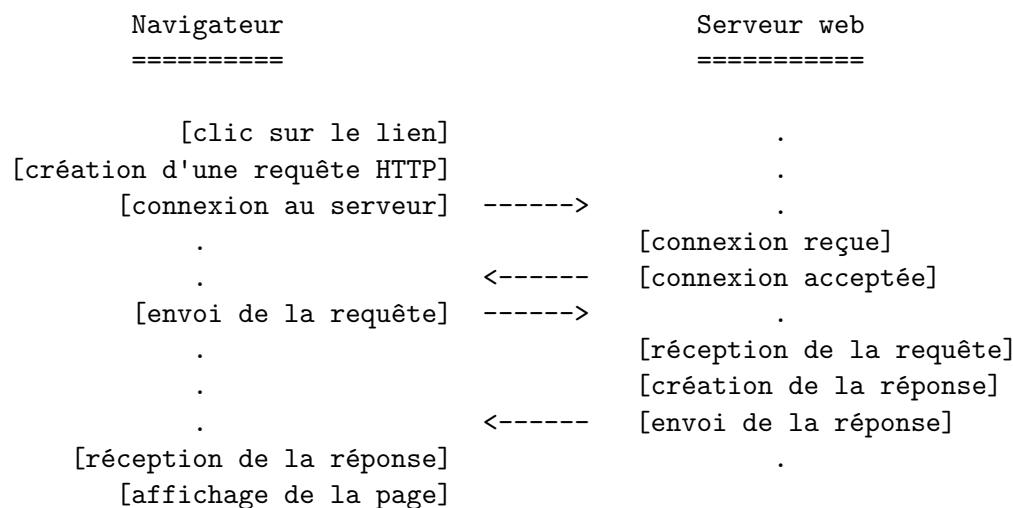 Navigateur                           Serveur web
==========                           ===========
[clic sur le lien]                     .
[création d'une requête HTTP]                     .
[connexion au serveur]  ------>            .
.                            [connexion reçue]
.                  <------   [connexion acceptée]
[envoi de la requête]  ------>            .
.                            [réception de la requête]
.                            [création de la réponse]
.                  <------   [envoi de la réponse]
[réception de la réponse]                     .
[affichage de la page]